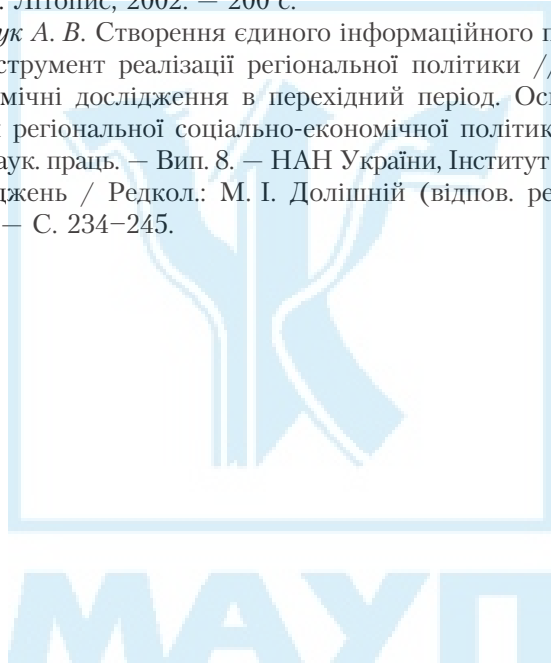 . Літопис, 2002. — 200 с.
ук А. В. Створення єдиного інформаційного п
струмент реалізації регіональної політики //
омічні дослідження в перехідний період. Осн
регіональної соціально-економічної політик
аук. праць. — Вип. 8. — НАН України, Інститут
джень / Редкол.: М. І. Долішній (відпов. ре
— С. 234–245.
МАУП